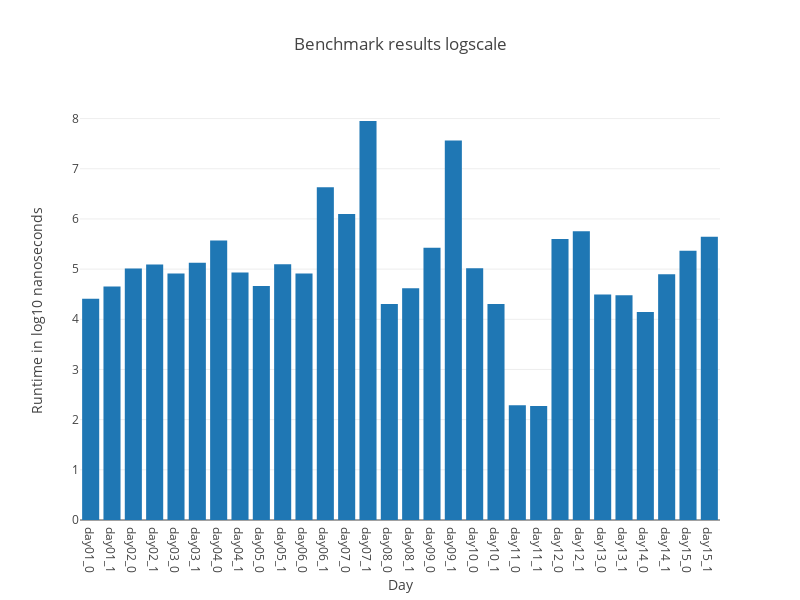 Benchmark results logscale
Runtime in log10 nanoseconds
8
7
6
5
4
3
2
1
0
day01_0
day01_1
day02_0
day02_1
day03_0
day03_1
day04_0
day04_1
day05_0
day05_1
day06_0
day06_1
day07_0
day07_1
day08_0
day08_1
day09_0
day09_1
day10_0
day10_1
day11_0
day11_1
day12_0
day12_1
day13_0
day13_1
day14_0
day14_1
day15_0
day15_1
Day